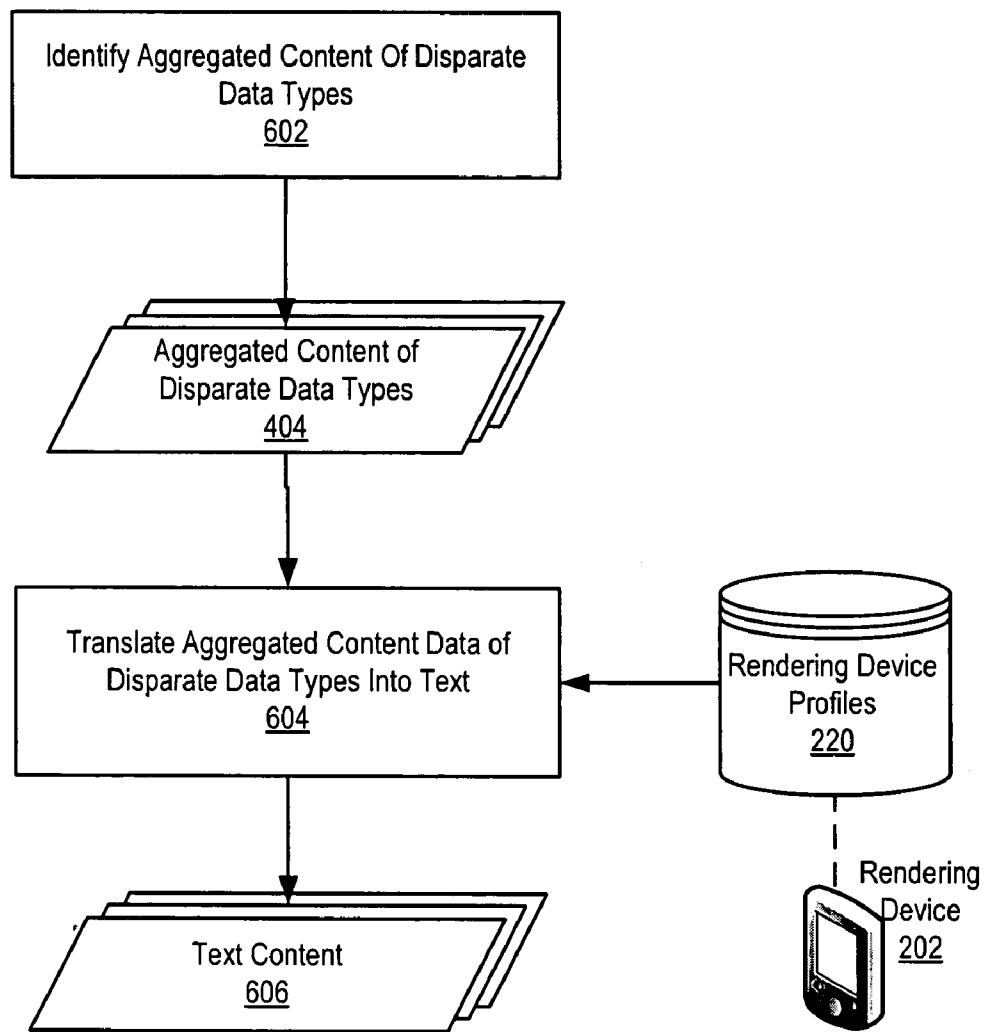 Identify Aggregated Content Of Disparate
Data Types
602
Aggregated Content of
Disparate Data Types
404
Translate Aggregated Content Data of
Disparate Data Types Into Text
604
Rendering Device
Profiles
220
Rendering
Device
202
Text Content
606